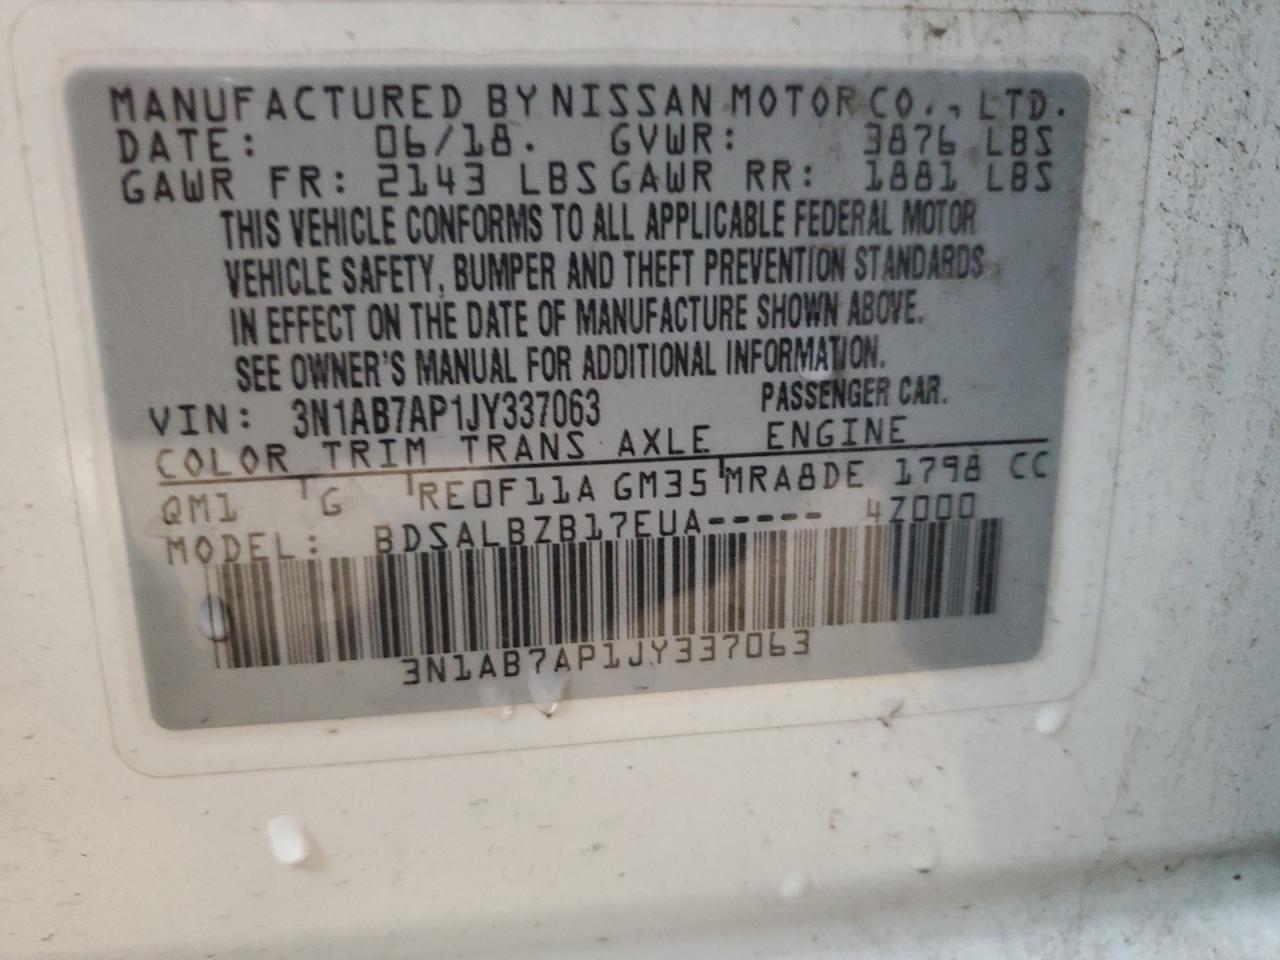 MANUFACTURED BY NISSAN MOTOR CO., LTD.
DATE: 06/18. GVWR: 3876 LBS
GAWR FR: 2143 LBS GAWR RR: 1881 LBS
THIS VEHICLE CONFORMS TO ALL APPLICABLE FEDERAL MOTOR
VEHICLE SAFETY, BUMPER AND THEFT PREVENTION STANDARDS
IN EFFECT ON THE DATE OF MANUFACTURE SHOWN ABOVE.
SEE OWNER'S MANUAL FOR ADDITIONAL INFORMATION.
VIN: 3N1AB7AP1JY337063 PASSENGER CAR.
COLOR TRIM TRANS AXLE ENGINE
QM1 G RE0F11A GM35 MRA8DE 1798 CC
MODEL: BDSALBZB17EUA----- 4Z000
3N1AB7AP1JY337063